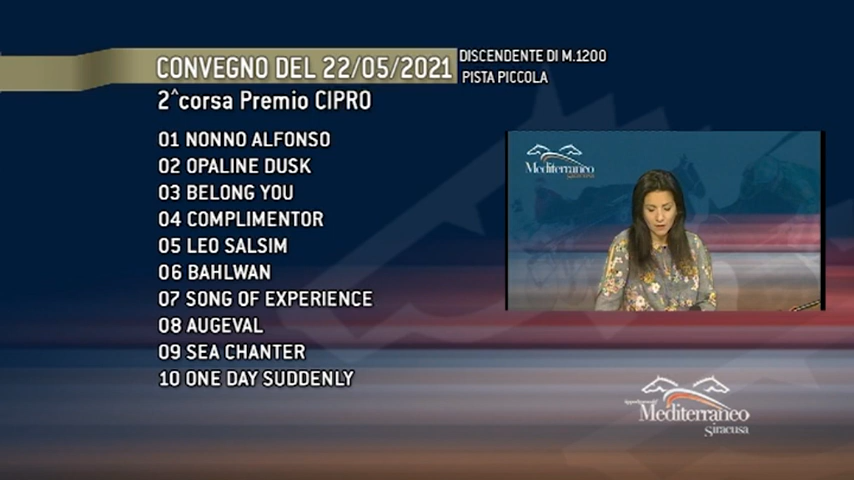 CONVEGNO DEL 22/05/2021
DISCENDENTE DI M.1200
PISTA PICCOLA
2^corsa Premio CIPRO
01 NONNO ALFONSO
02 OPALINE DUSK
03 BELONG YOU
04 COMPLIMENTOR
05 LEO SALSIM
06 BAHLWAN
07 SONG OF EXPERIENCE
08 AUGEVAL
09 SEA CHANTER
10 ONE DAY SUDDENLY
Mediterraneo
Mediterraneo
Siracusa